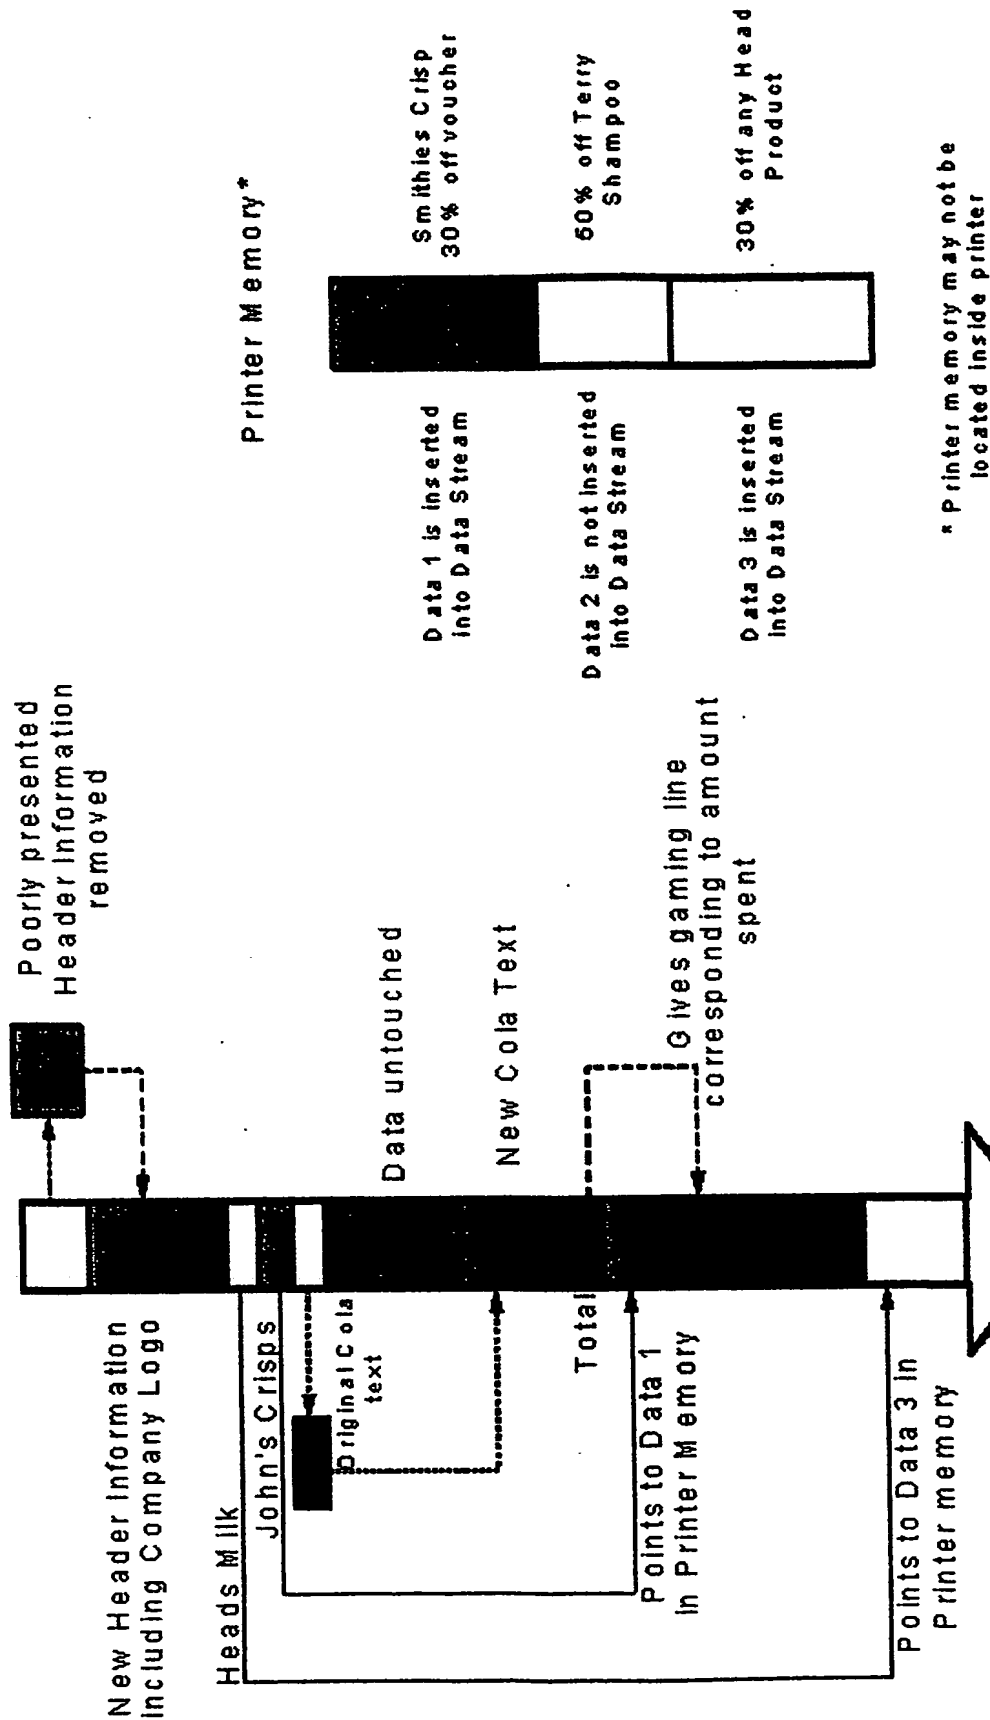 Poorly presented
Header Information
removed
New Header Information
including Company Logo
Heads Milk
John's Crisps
Original Cola
text
Data untouched
New Cola Text
Total
Gives gaming line
corresponding to amount
spent
Points to Data 1
in Printer Memory
Points to Data 3 in
Printer memory
Printer Memory*
Smithies Crisp
30% off voucher
Data 1 is inserted
into Data Stream
50% off Terry
Shampoo
Data 2 is not inserted
into Data Stream
30% off any Head
Product
Data 3 is inserted
into Data Stream
* Printer memory may not be
located inside printer